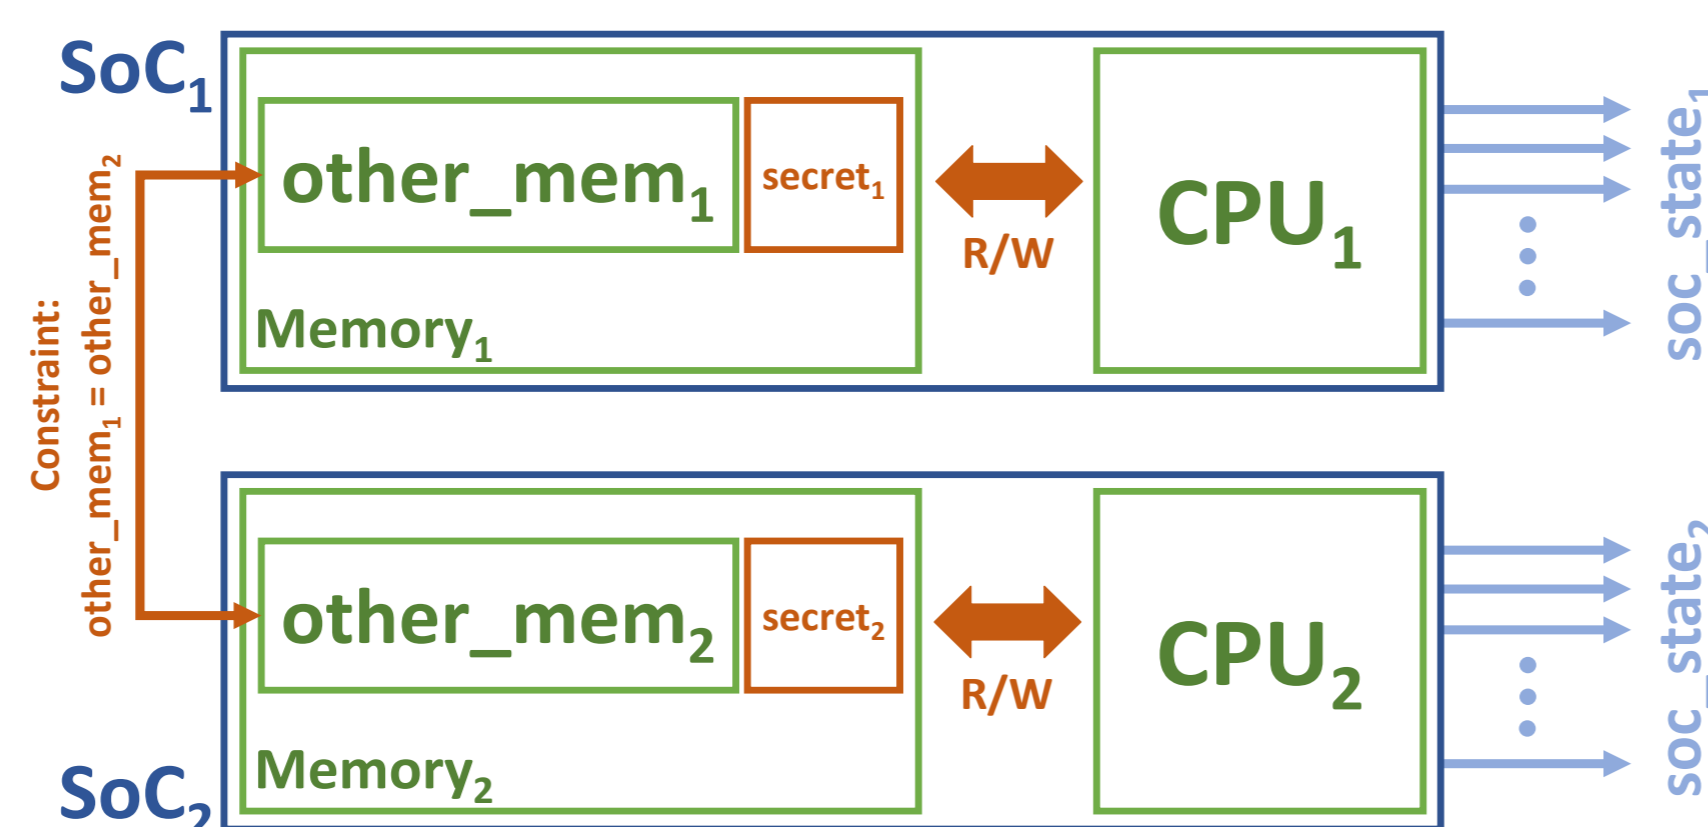 SoC₁
other_mem₁
secret₁
Memory₁
R/W
CPU₁
soc_state₁
Constraint:
other_mem₁ = other_mem₂
SoC₂
other_mem₂
secret₂
Memory₂
R/W
CPU₂
soc_state₂